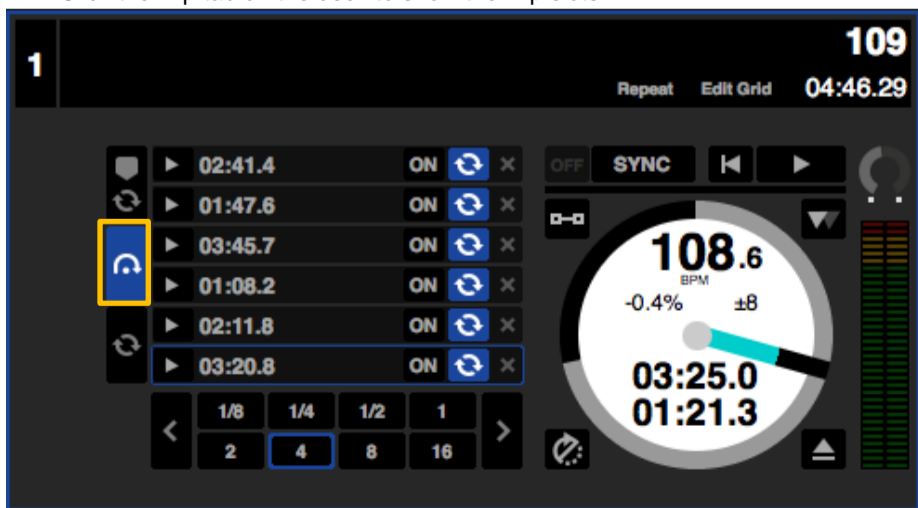 1
109
Repeat Edit Grid 04:46.29
02:41.4 ON
01:47.6 ON
03:45.7 ON
01:08.2 ON
02:11.8 ON
03:20.8 ON
1/8 1/4 1/2 1
2 4 8 16
OFF SYNC
108.6
BPM
-0.4% ±8
03:25.0
01:21.3